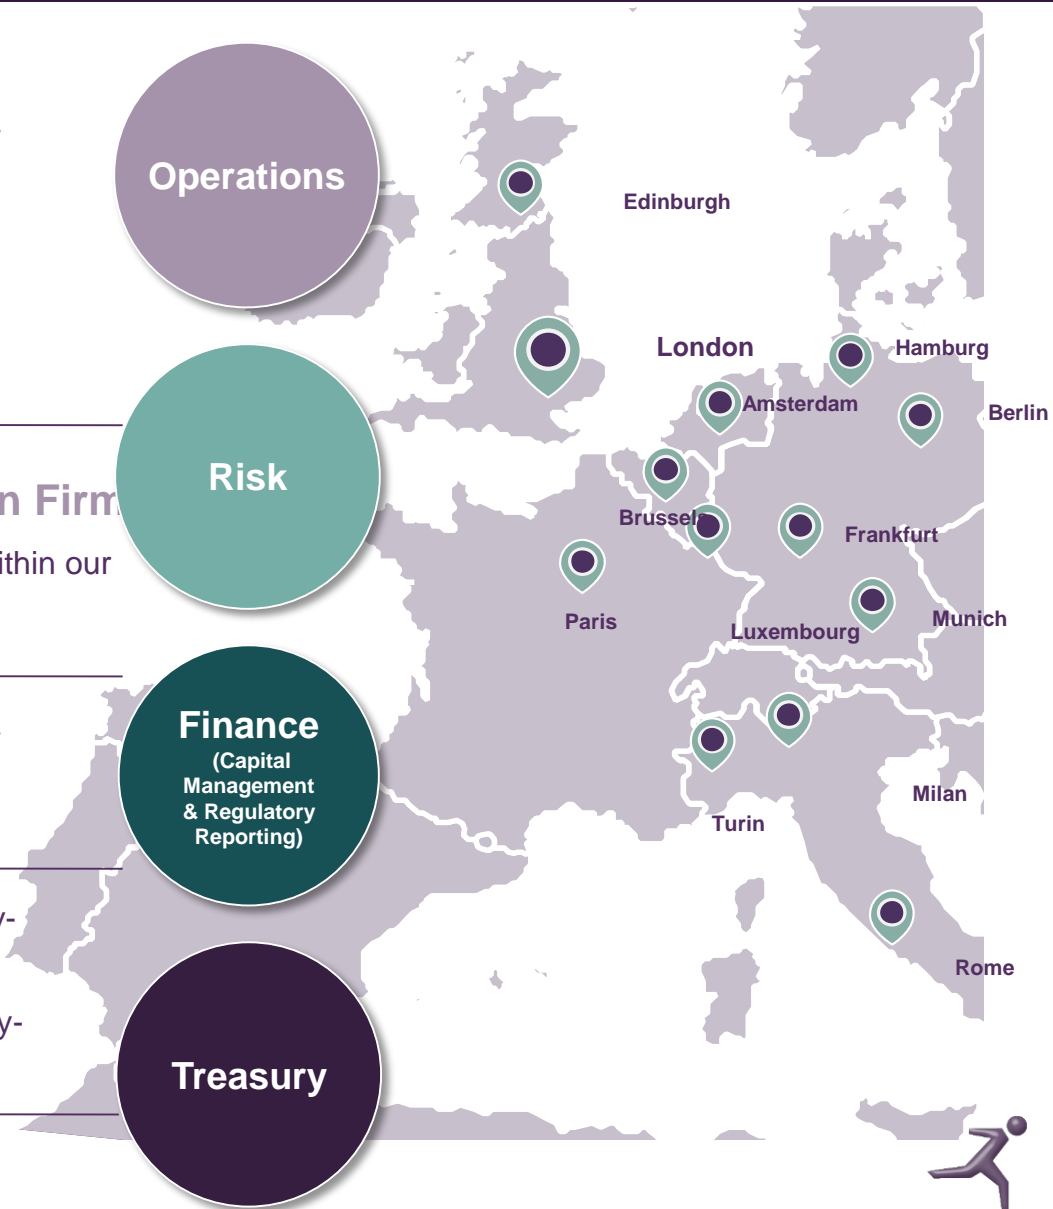 Operations
Edinburgh
London
Hamburg
Amsterdam
Berlin
Risk
n Firm
Brussels
Frankfurt
ithin our
Paris
Luxembourg
Munich
Finance
(Capital
Management
& Regulatory
Reporting)
Milan
Turin
y-
Rome
y-
Treasury